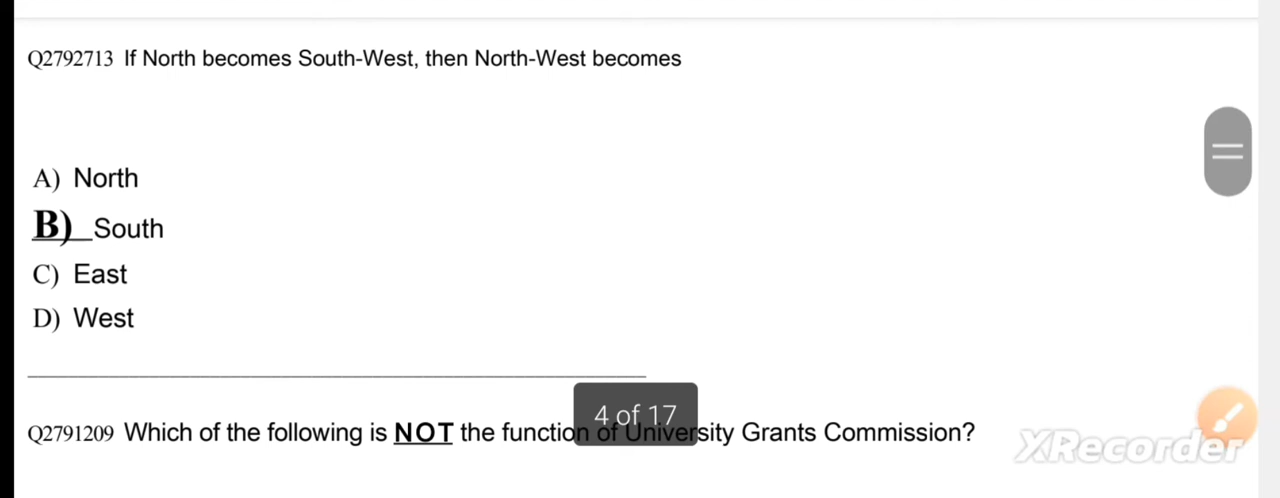 Q2792713 If North becomes South-West, then North-West becomes
A) North
B) South
C) East
D) West
4 of 17
Q2791209 Which of the following is NOT the function of University Grants Commission?
XRecorder